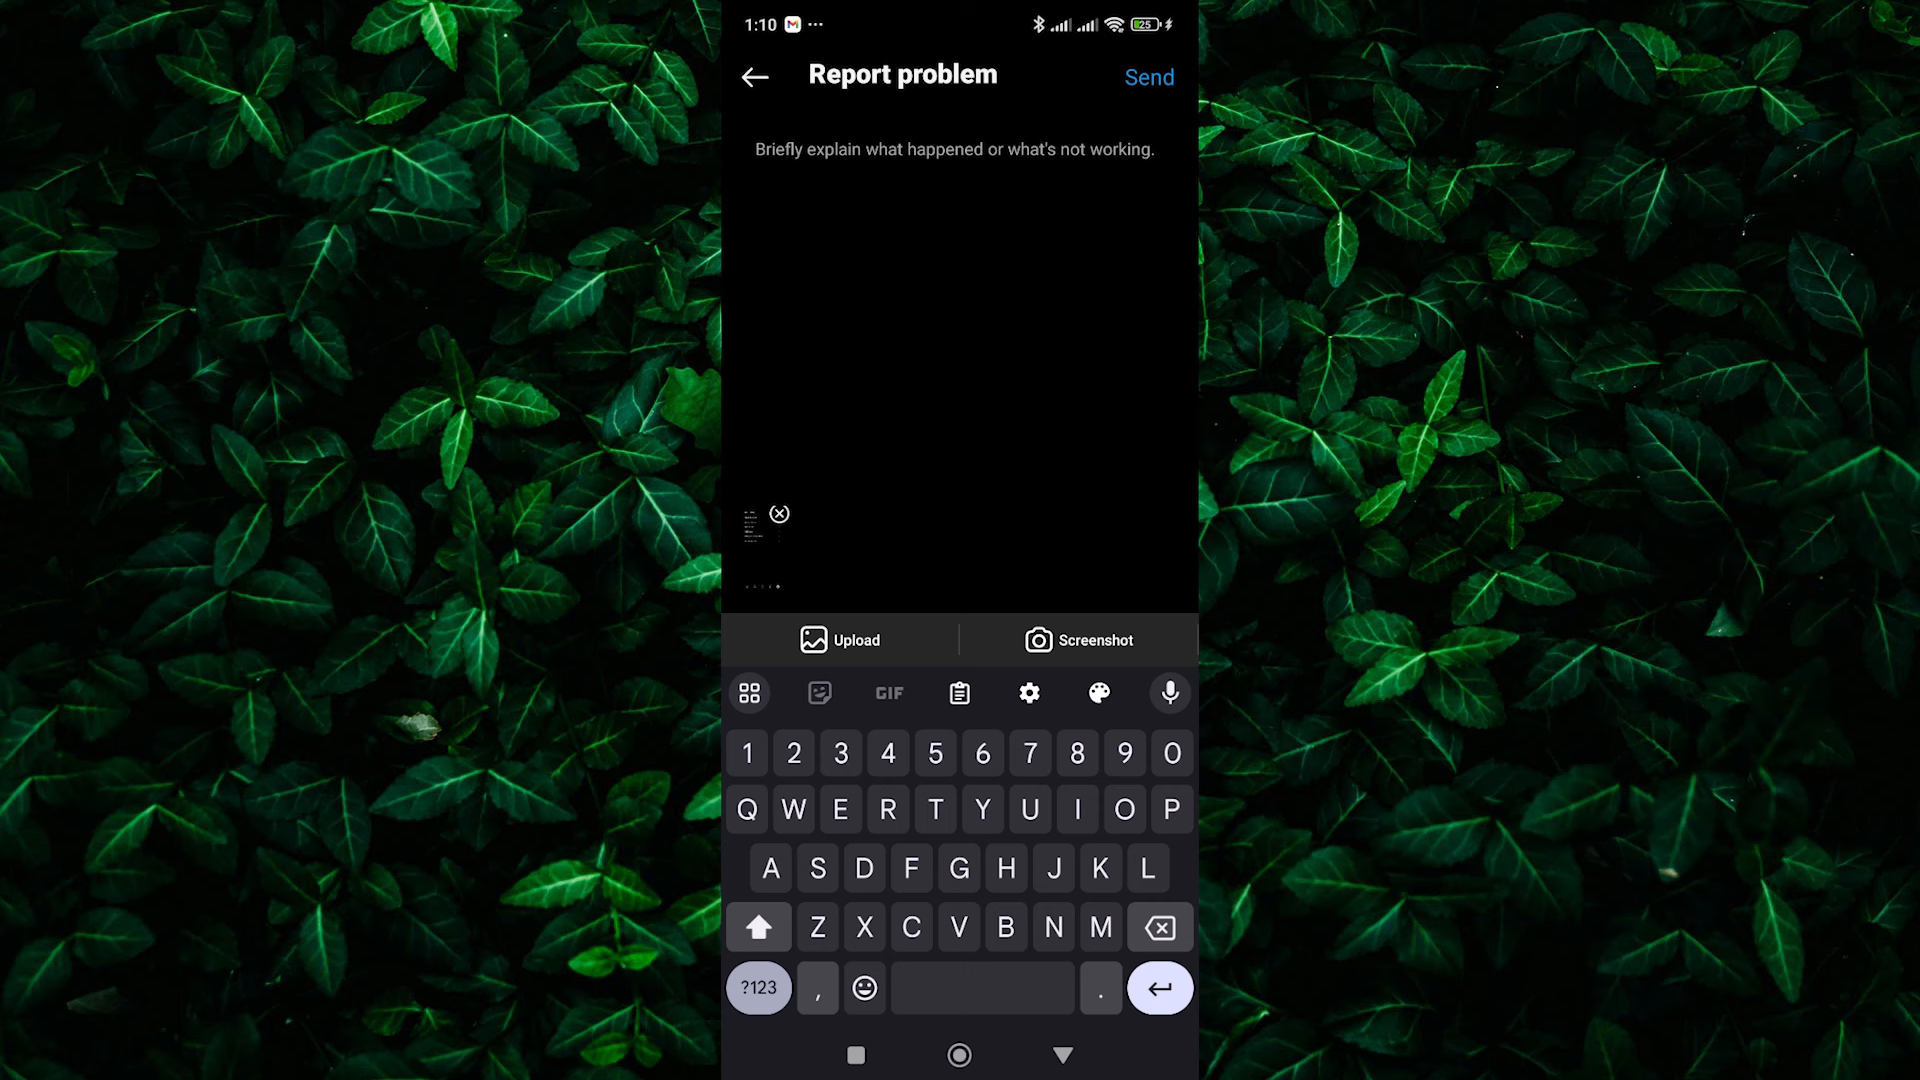 1:10 25
Report problem Send
Briefly explain what happened or what's not working.
Upload Screenshot
GIF
1 2 3 4 5 6 7 8 9 0
Q W E R T Y U I O P
A S D F G H J K L
Z X C V B N M
?123 , .